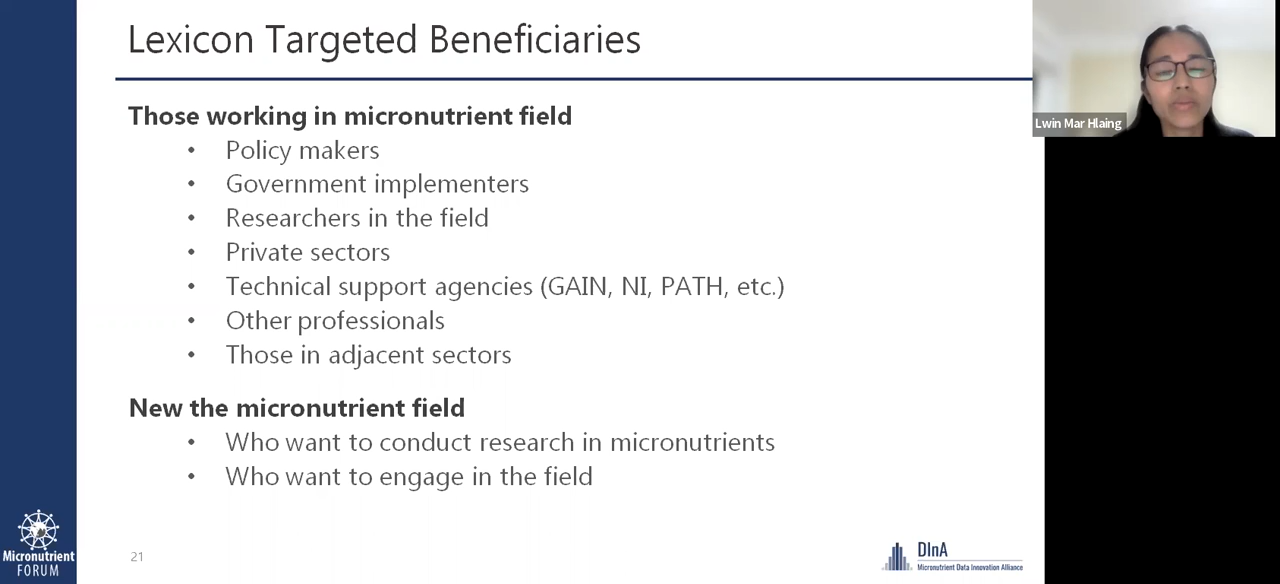 Lexicon Targeted Beneficiaries
Lwin Mar Hlaing
Those working in micronutrient field
• Policy makers
• Government implementers
• Researchers in the field
• Private sectors
• Technical support agencies (GAIN, NI, PATH, etc.)
• Other professionals
• Those in adjacent sectors
New the micronutrient field
• Who want to conduct research in micronutrients
• Who want to engage in the field
Micronutrient
FORUM
21
DInA
Micronutrient Data Innovation Alliance